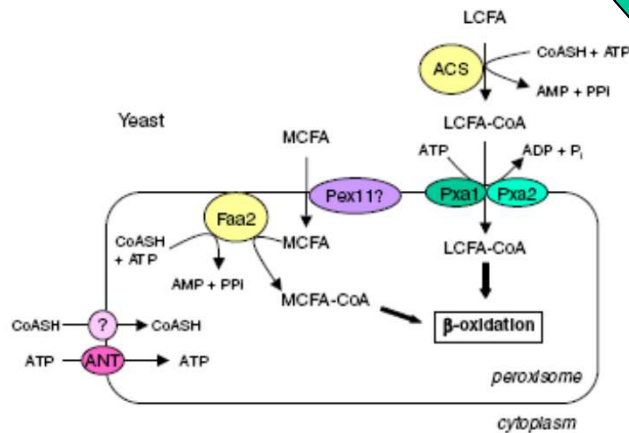 LCFA
ACS
CoASH + ATP
AMP + PPi
Yeast
LCFA-CoA
MCFA
ATP
ADP + Pi
Pex11?
Pxa1
Pxa2
Faa2
CoASH
+ ATP
MCFA
LCFA-CoA
AMP + PPi
MCFA-CoA
β-oxidation
CoASH
?
CoASH
ATP
ANT
ATP
peroxisome
cytoplasm